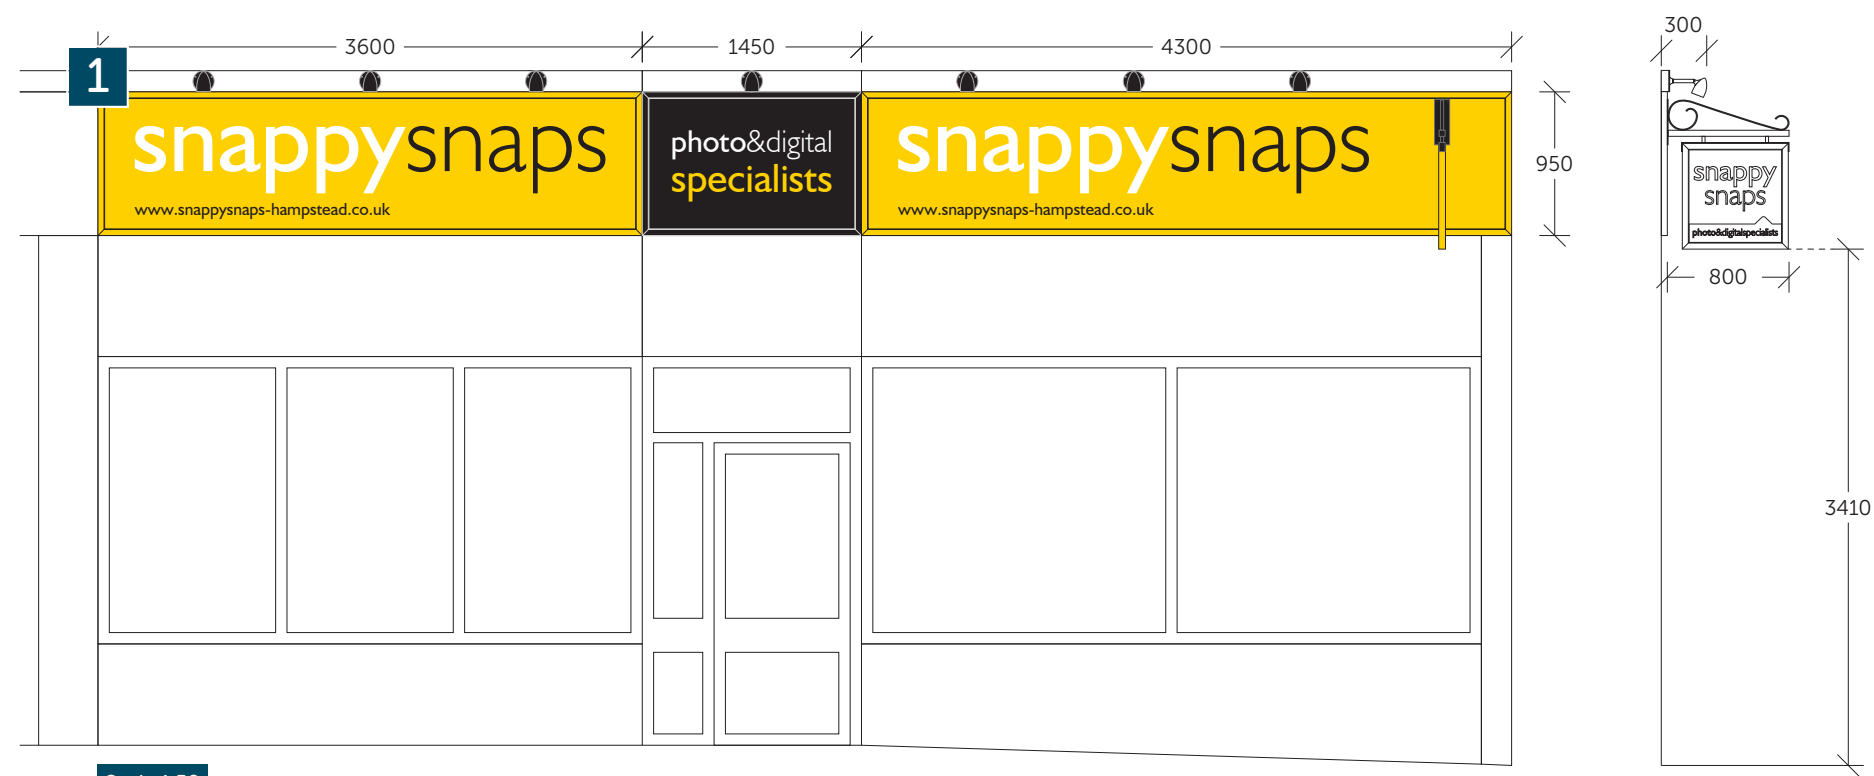 3600
1450
4300
300
1
snappysnaps
www.snappysnaps-hampstead.co.uk
photo&digital
specialists
snappysnaps
www.snappysnaps-hampstead.co.uk
950
snappy
snaps
photo&digitalspecialists
800
3410